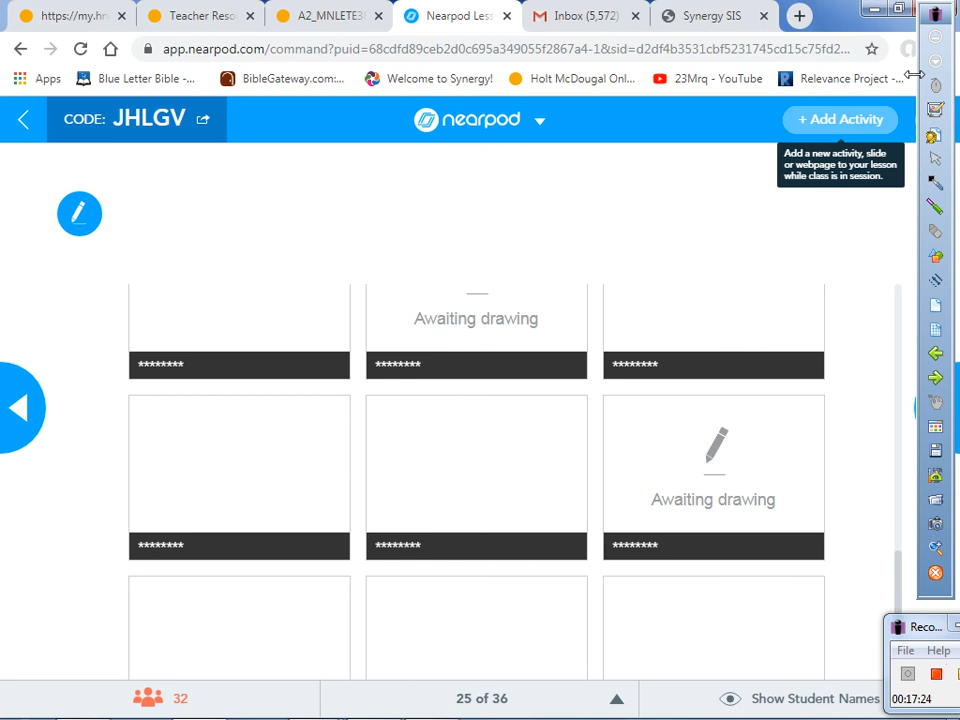 https://my.hr
Teacher Reso
A2_MNLETE3
Nearpod Less
Inbox (5,572)
Synergy SIS
app.nearpod.com/command?puid=68cdfd89ceb2d0c695a349055f2867a4-1&sid=d2df4b3531cbf5231745cd15c75fd2...
Apps
Blue Letter Bible -...
BibleGateway.com:...
Welcome to Synergy!
Holt McDougal Onl...
23Mrq - YouTube
Relevance Project -...
CODE: JHLGV
nearpod
+ Add Activity
Add a new activity, slide
or webpage to your lesson
while class is in session.
Awaiting drawing
******** ******** ********
Awaiting drawing
******** ******** ********
32
25 of 36
Show Student Names
Reco...
File Help
00:17:24